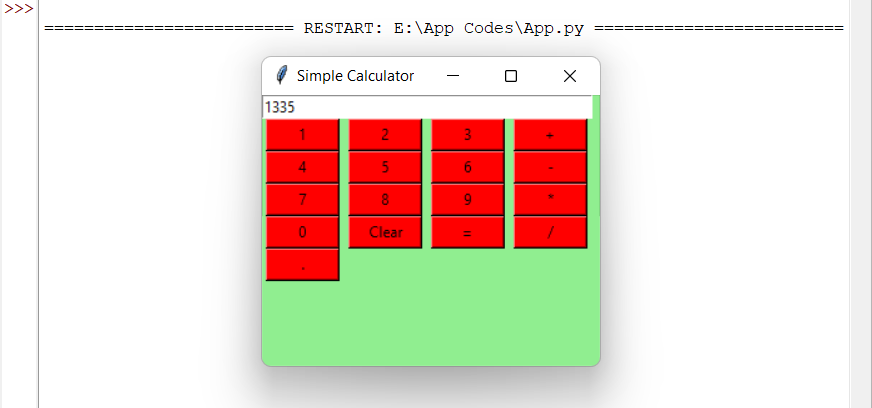 >>>
========================= RESTART: E:\App Codes\App.py =========================
Simple Calculator
1335
1 2 3 +
4 5 6 -
7 8 9 *
0 Clear = /
.